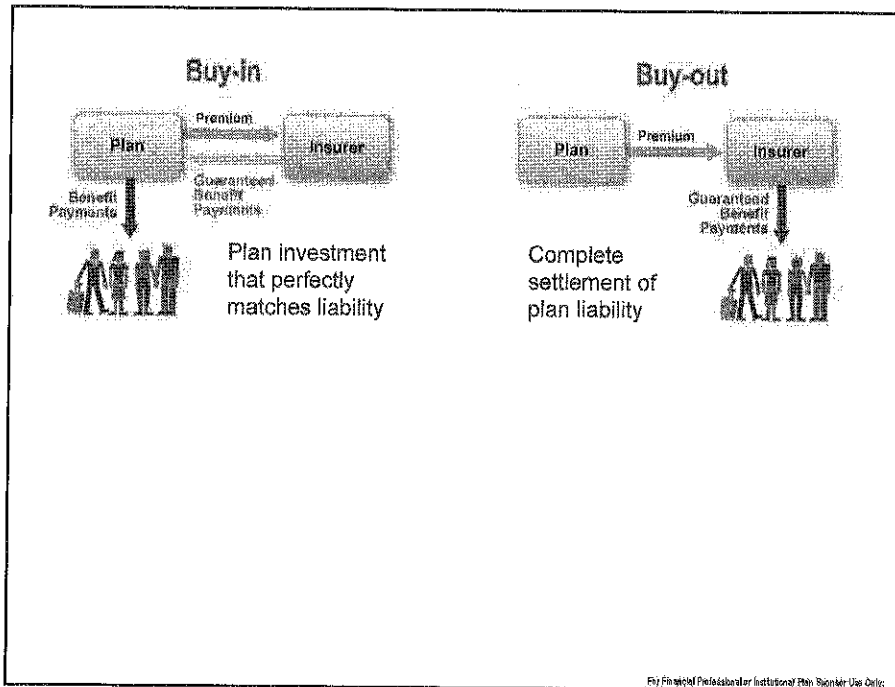 Buy-in
Plan
Premium
Insurer
Guaranteed
Benefit
Payments
Benefit
Payments
Plan investment
that perfectly
matches liability
Buy-out
Plan
Premium
Insurer
Guaranteed
Benefit
Payments
Complete
settlement of
plan liability
For Financial Professional or Institutional Plan Sponsor Use Only.